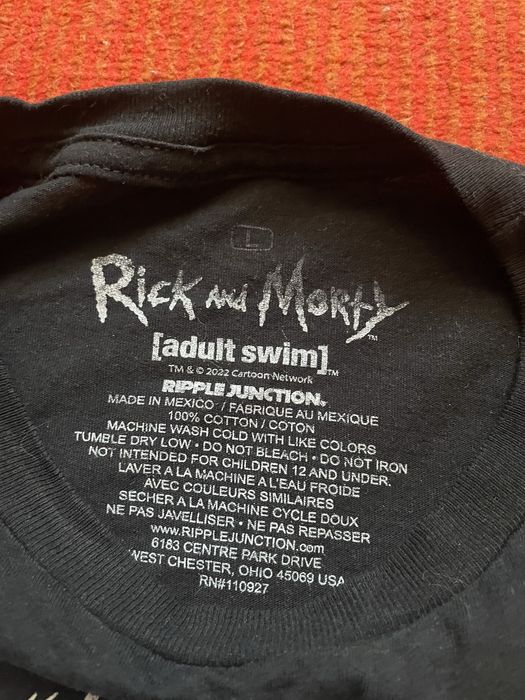 L
Rick and Morty™
[adult swim]™
TM & © 2022 Cartoon Network
RIPPLE JUNCTION®
MADE IN MEXICO / FABRIQUE AU MEXIQUE
100% COTTON / COTON
MACHINE WASH COLD WITH LIKE COLORS
TUMBLE DRY LOW • DO NOT BLEACH • DO NOT IRON
NOT INTENDED FOR CHILDREN 12 AND UNDER.
LAVER A LA MACHINE A L'EAU FROIDE
AVEC COULEURS SIMILAIRES
SECHER A LA MACHINE CYCLE DOUX
NE PAS JAVELLISER • NE PAS REPASSER
www.RIPPLEJUNCTION.com
6183 CENTRE PARK DRIVE
WEST CHESTER, OHIO 45069 USA
RN#110927